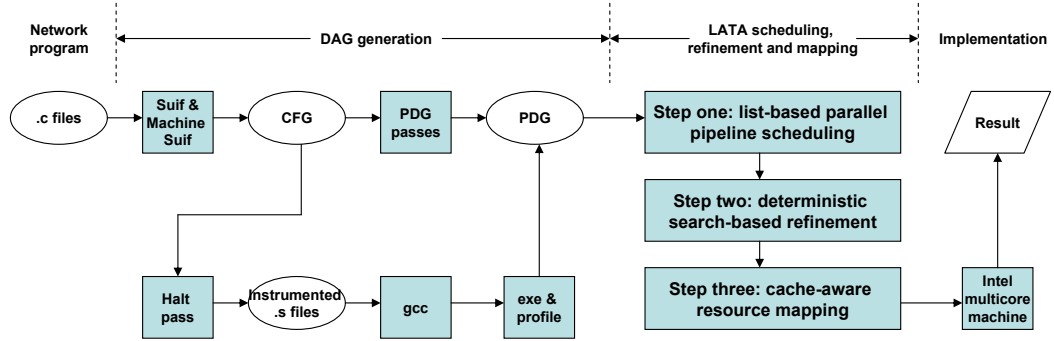 Network
program
DAG generation
LATA scheduling,
refinement and mapping
Implementation
.c files
Suif &
Machine
Suif
CFG
PDG
passes
PDG
Step one: list-based parallel
pipeline scheduling
Result
Step two: deterministic
search-based refinement
Halt
pass
Instrumented
.s files
gcc
exe &
profile
Step three: cache-aware
resource mapping
Intel
multicore
machine